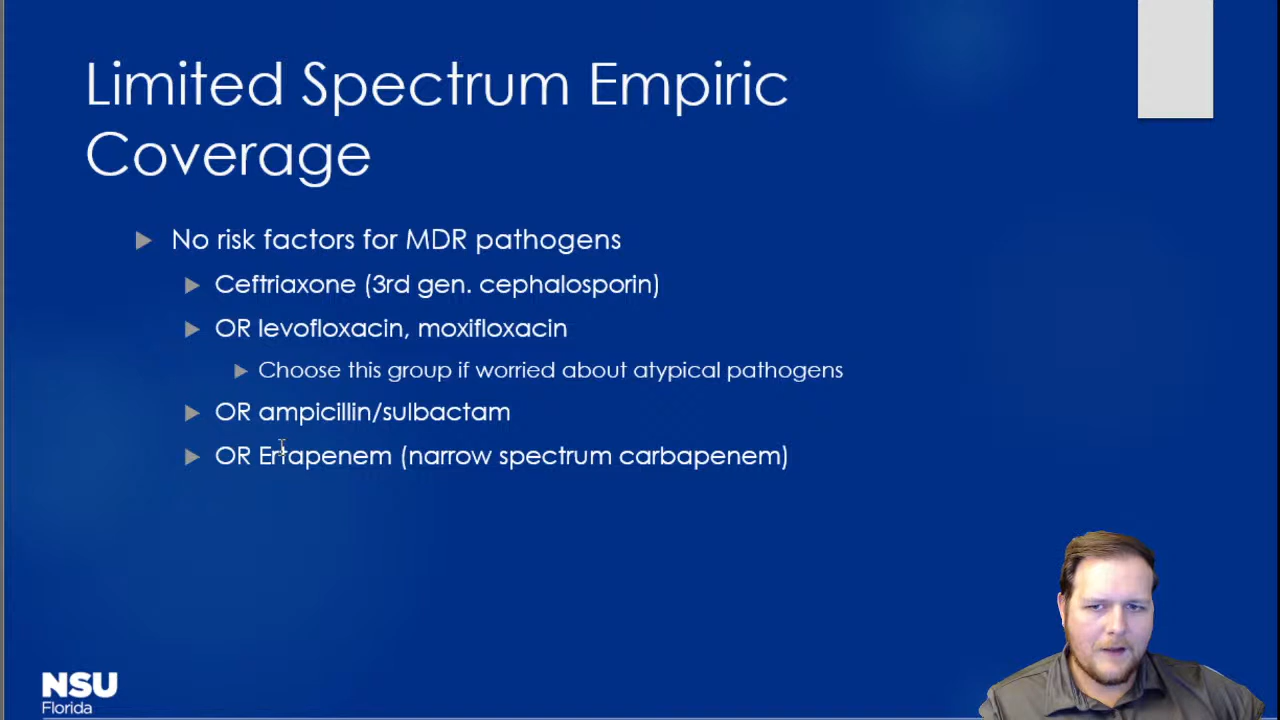 Limited Spectrum Empiric
Coverage
No risk factors for MDR pathogens
Ceftriaxone (3rd gen. cephalosporin)
OR levofloxacin, moxifloxacin
Choose this group if worried about atypical pathogens
OR ampicillin/sulbactam
OR Ertapenem (narrow spectrum carbapenem)
NSU
Florida